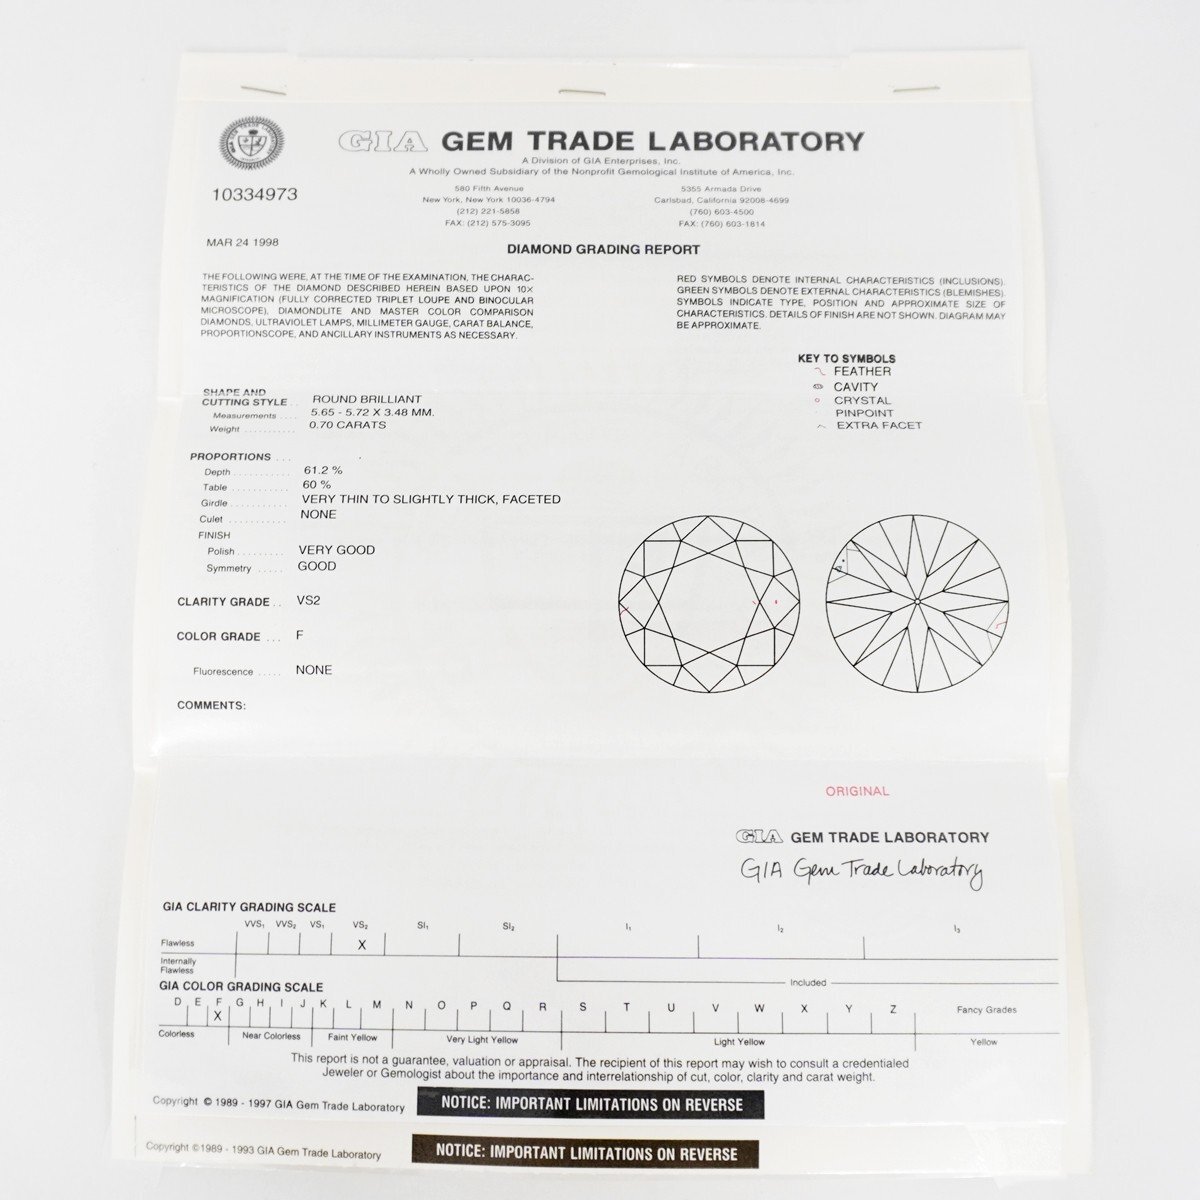 GIA GEM TRADE LABORATORY
A Division of GIA Enterprises, Inc.
A Wholly Owned Subsidiary of the Nonprofit Gemological Institute of America, Inc.
580 Fifth Avenue
New York, New York 10036-4794
(212) 221-5858
FAX: (212) 575-3095
5355 Armada Drive
Carlsbad, California 92008-4699
(760) 603-4500
FAX: (760) 603-1814
10334973
MAR 24 1998
DIAMOND GRADING REPORT
THE FOLLOWING WERE, AT THE TIME OF THE EXAMINATION, THE CHARAC-
TERISTICS OF THE DIAMOND DESCRIBED HEREIN BASED UPON 10X
MAGNIFICATION (FULLY CORRECTED TRIPLET LOUPE AND BINOCULAR
MICROSCOPE), DIAMONDLITE AND MASTER COLOR COMPARISON
DIAMONDS, ULTRAVIOLET LAMPS, MILLIMETER GAUGE, CARAT BALANCE,
PROPORTIONSCOPE, AND ANCILLARY INSTRUMENTS AS NECESSARY.
RED SYMBOLS DENOTE INTERNAL CHARACTERISTICS (INCLUSIONS).
GREEN SYMBOLS DENOTE EXTERNAL CHARACTERISTICS (BLEMISHES).
SYMBOLS INDICATE TYPE, POSITION AND APPROXIMATE SIZE OF
CHARACTERISTICS. DETAILS OF FINISH ARE NOT SHOWN. DIAGRAM MAY
BE APPROXIMATE.
KEY TO SYMBOLS
FEATHER
CAVITY
CRYSTAL
PINPOINT
EXTRA FACET
SHAPE AND
CUTTING STYLE .. ROUND BRILLIANT
Measurements .... 5.65 - 5.72 X 3.48 MM.
Weight .......... 0.70 CARATS
PROPORTIONS ...
Depth ........... 61.2 %
Table ........... 60 %
Girdle ........... VERY THIN TO SLIGHTLY THICK, FACETED
Culet ........... NONE
FINISH
Polish ......... VERY GOOD
Symmetry ..... GOOD
CLARITY GRADE .. VS2
COLOR GRADE ... F
Fluorescence ..... NONE
COMMENTS:
ORIGINAL
GIA GEM TRADE LABORATORY
GIA Gem Trade Laboratory
GIA CLARITY GRADING SCALE
VVS1 VVS2 VS1 VS2 SI1 SI2 I1 I2 I3
Flawless X
Internally
Flawless
Included
GIA COLOR GRADING SCALE
D E F G H I J K L M N O P Q R S T U V W X Y Z Fancy Grades
X
Colorless Near Colorless Faint Yellow Very Light Yellow Light Yellow Yellow
This report is not a guarantee, valuation or appraisal. The recipient of this report may wish to consult a credentialed
Jeweler or Gemologist about the importance and interrelationship of cut, color, clarity and carat weight.
Copyright © 1989 - 1997 GIA Gem Trade Laboratory NOTICE: IMPORTANT LIMITATIONS ON REVERSE
Copyright ©1989 - 1993 GIA Gem Trade Laboratory NOTICE: IMPORTANT LIMITATIONS ON REVERSE